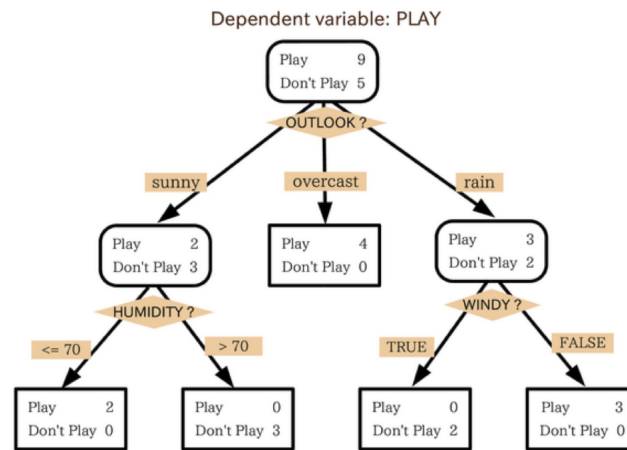 Dependent variable: PLAY
Play 9
Don't Play 5
OUTLOOK ?
sunny
overcast
rain
Play 2
Don't Play 3
Play 4
Don't Play 0
Play 3
Don't Play 2
HUMIDITY ?
WINDY ?
<= 70
> 70
TRUE
FALSE
Play 2
Don't Play 0
Play 0
Don't Play 3
Play 0
Don't Play 2
Play 3
Don't Play 0